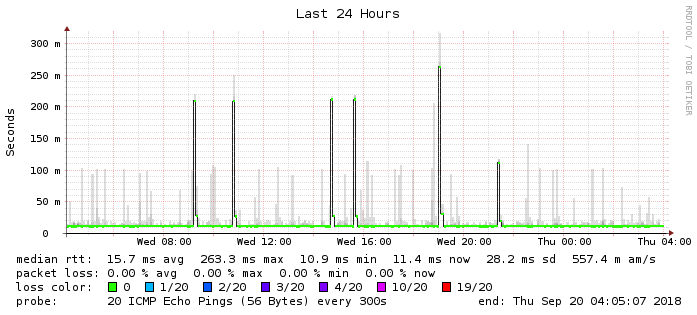 Last 24 Hours
RRDTOOL / TOBI OETIKER
Seconds
300 m
250 m
200 m
150 m
100 m
50 m
0
Wed 08:00 Wed 12:00 Wed 16:00 Wed 20:00 Thu 00:00 Thu 04:00
median rtt: 15.7 ms avg 263.3 ms max 10.9 ms min 11.4 ms now 28.2 ms sd 557.4 m am/s
packet loss: 0.00 % avg 0.00 % max 0.00 % min 0.00 % now
loss color: 0 1/20 2/20 3/20 4/20 10/20 19/20
probe: 20 ICMP Echo Pings (56 Bytes) every 300s end: Thu Sep 20 04:05:07 2018